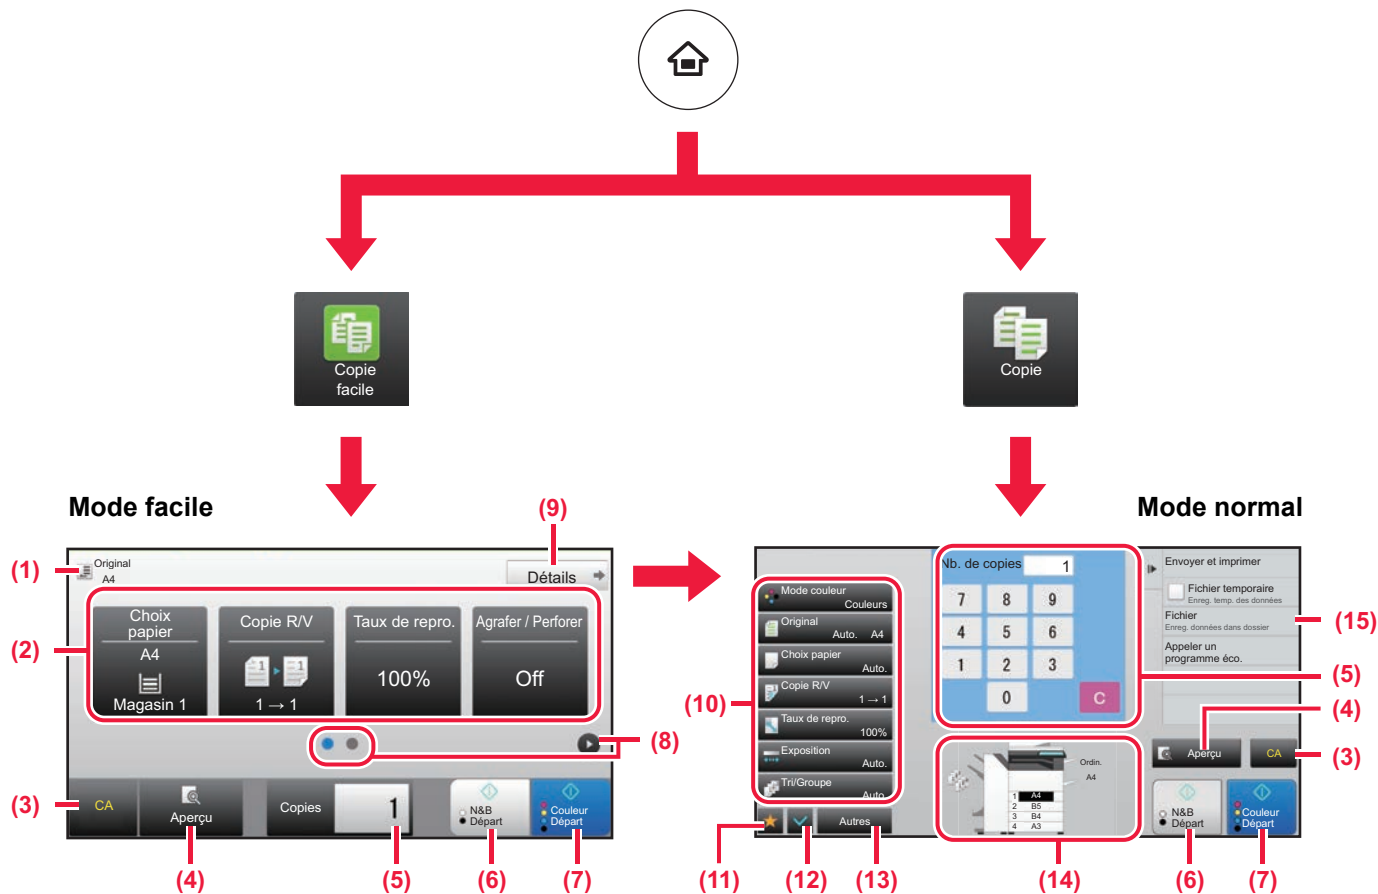 Copie
facile
Copie
Mode facile
(9)
Mode normal
(1)
Original
A4
Détails
(2)
Choix
papier
A4
Magasin 1
Copie R/V
1
1
1 → 1
Taux de repro.
100%
Agrafer / Perforer
Off
(8)
(3)
CA
Aperçu
Copies
1
N&B
Départ
Couleur
Départ
(4)
(5)
(6)
(7)
(10)
Mode couleur
Couleurs
Original
Auto. A4
Choix papier
Auto.
Copie R/V
1 → 1
Taux de repro.
100%
Exposition
Auto.
Tri/Groupe
Auto.
Autres
(11)
(12)
(13)
Nb. de copies
1
7 8 9
4 5 6
1 2 3
0
C
Ordin.
A4
1 A4
2 B5
3 B4
4 A3
(14)
Envoyer et imprimer
Fichier temporaire
Enreg. temp. des données
Fichier
Enreg. données dans dossier
Appeler un
programme éco.
(15)
(5)
(4)
Aperçu
CA
(3)
N&B
Départ
Couleur
Départ
(6)
(7)